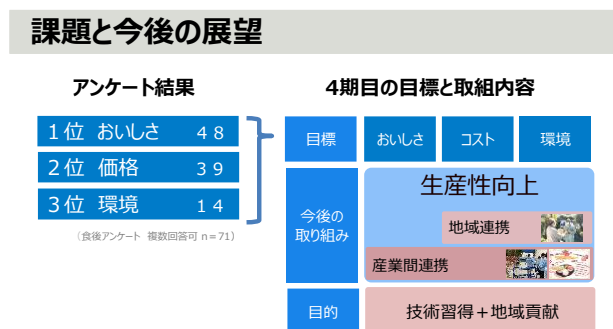 課題と今後の展望
アンケート結果
1位 おいしさ 48
2位 価格 39
3位 環境 14
（食後アンケート 複数回答可 n＝71）
4期目の目標と取組内容
目標 おいしさ コスト 環境
今後の
取り組み
生産性向上
地域連携
産業間連携
目的 技術習得＋地域貢献